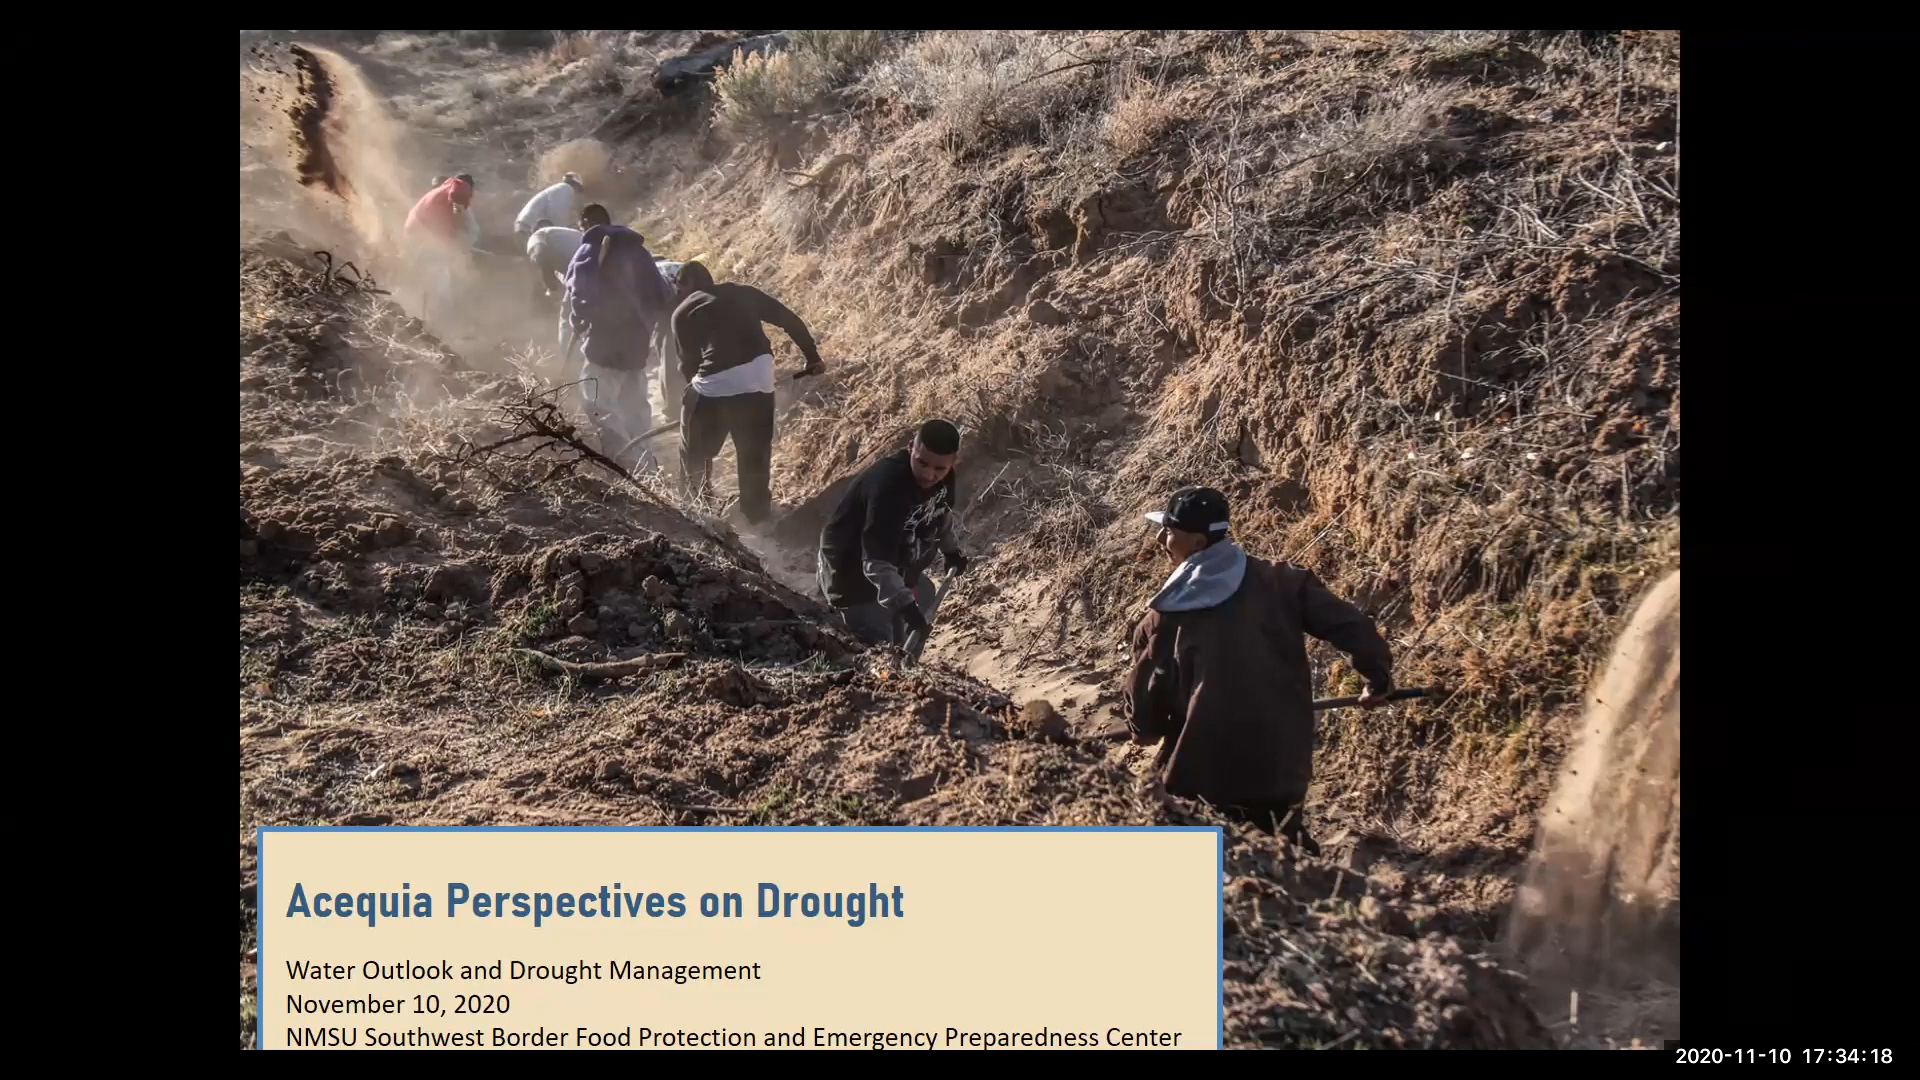 Acequia Perspectives on Drought
Water Outlook and Drought Management
November 10, 2020
NMSU Southwest Border Food Protection and Emergency Preparedness Center
2020-11-10 17:34:18